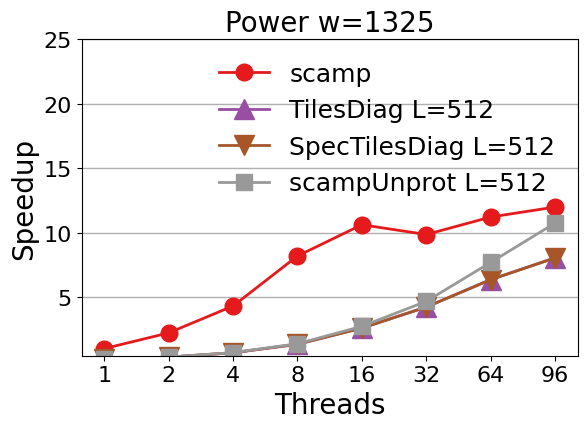 Power w=1325
25
20
15
10
5
Speedup
scamp
TilesDiag L=512
SpecTilesDiag L=512
scampUnprot L=512
1 2 4 8 16 32 64 96
Threads